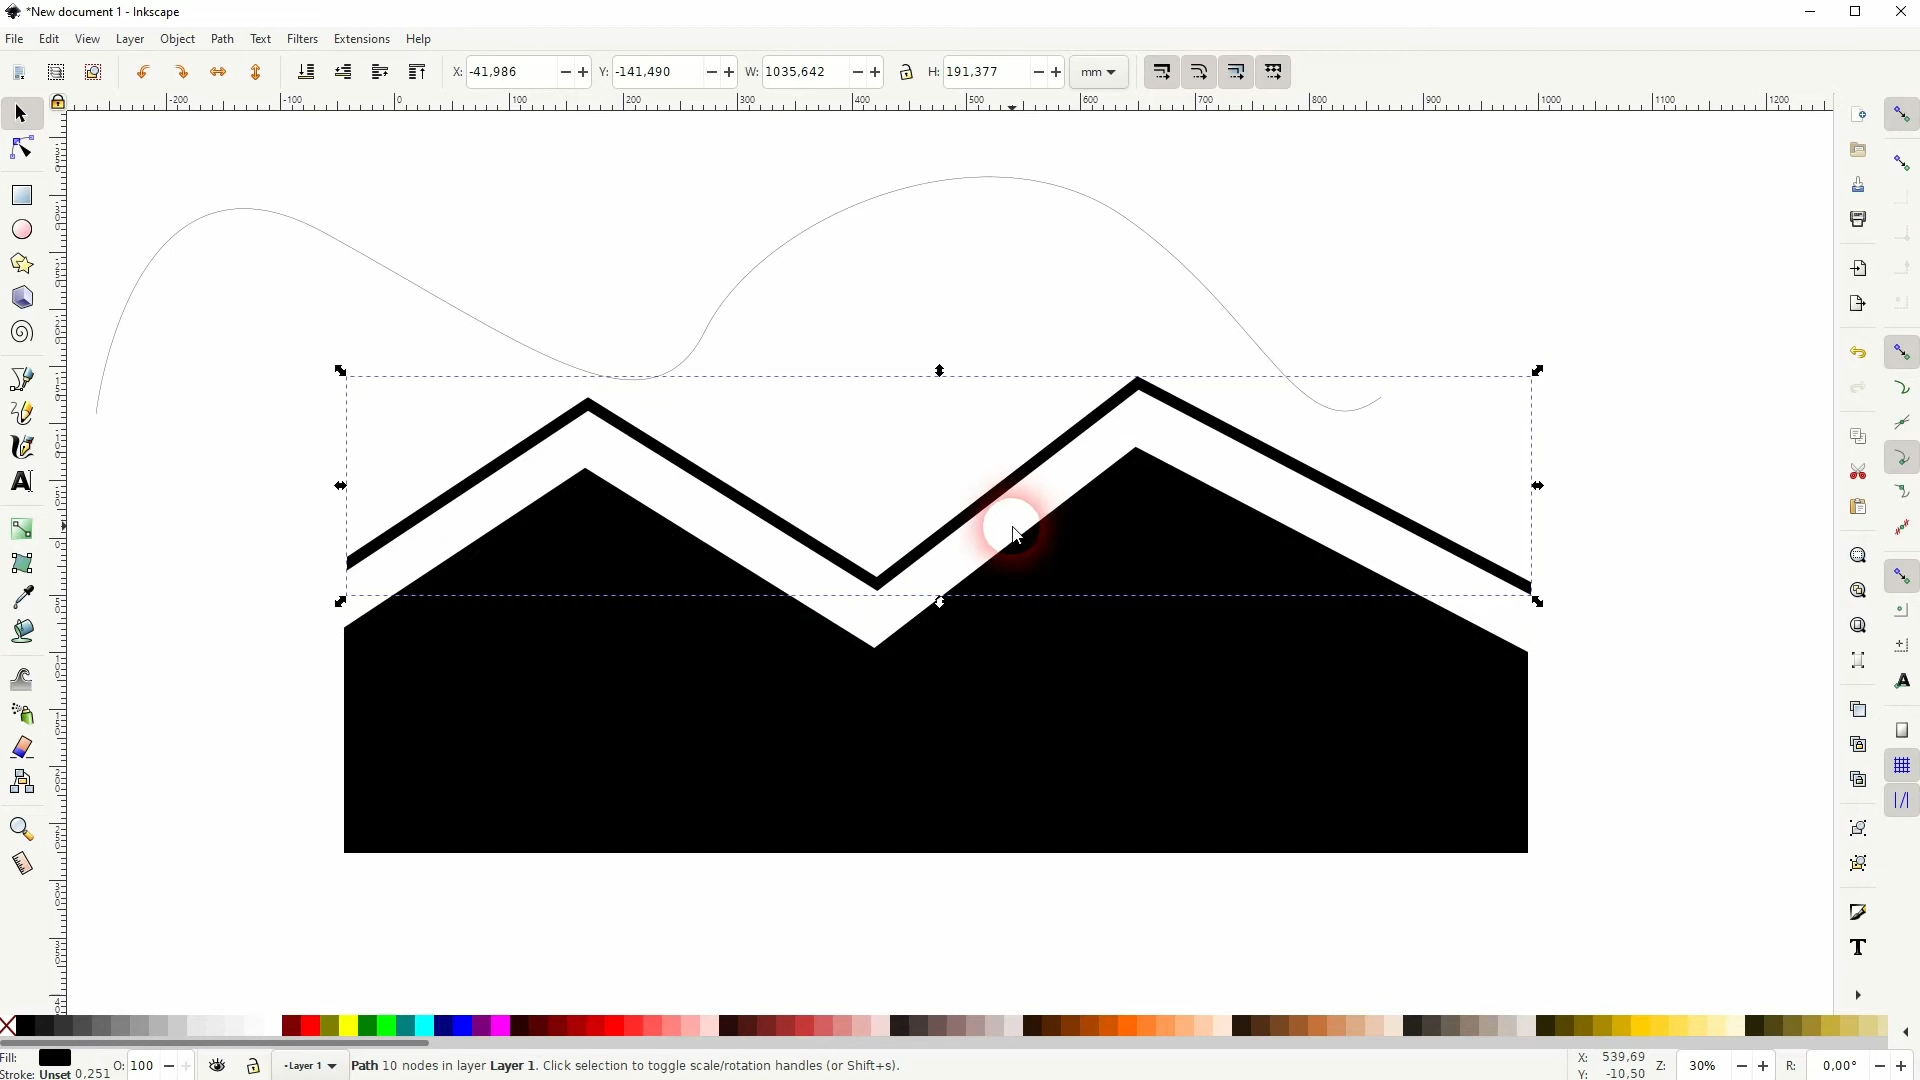 *New document 1 - Inkscape
File Edit View Layer Object Path Text Filters Extensions Help
X: -41,986 Y: -141,490 W: 1035,642 H: 191,377 mm
-200 -100 0 100 200 300 400 500 600 700 800 900 1000 1100 1200
Fill: O: 100 Layer 1 Path 10 nodes in layer Layer 1. Click selection to toggle scale/rotation handles (or Shift+s). X: 539,69 Z: 30% R: 0,00°
Stroke: Unset 0,251 Y: -10,50